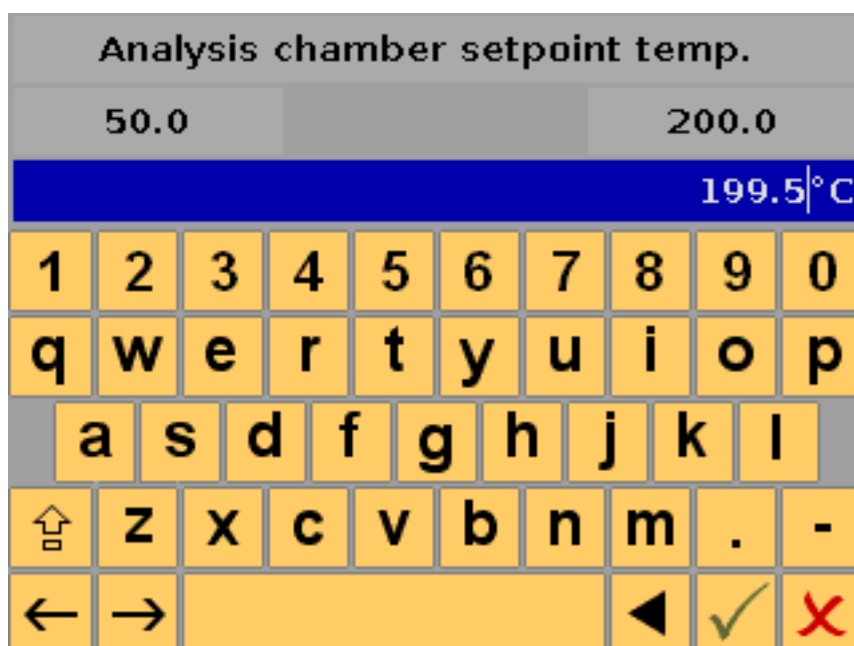 Analysis chamber setpoint temp.
50.0 200.0
199.5°C
1 2 3 4 5 6 7 8 9 0
q w e r t y u i o p
a s d f g h j k l
z x c v b n m . -